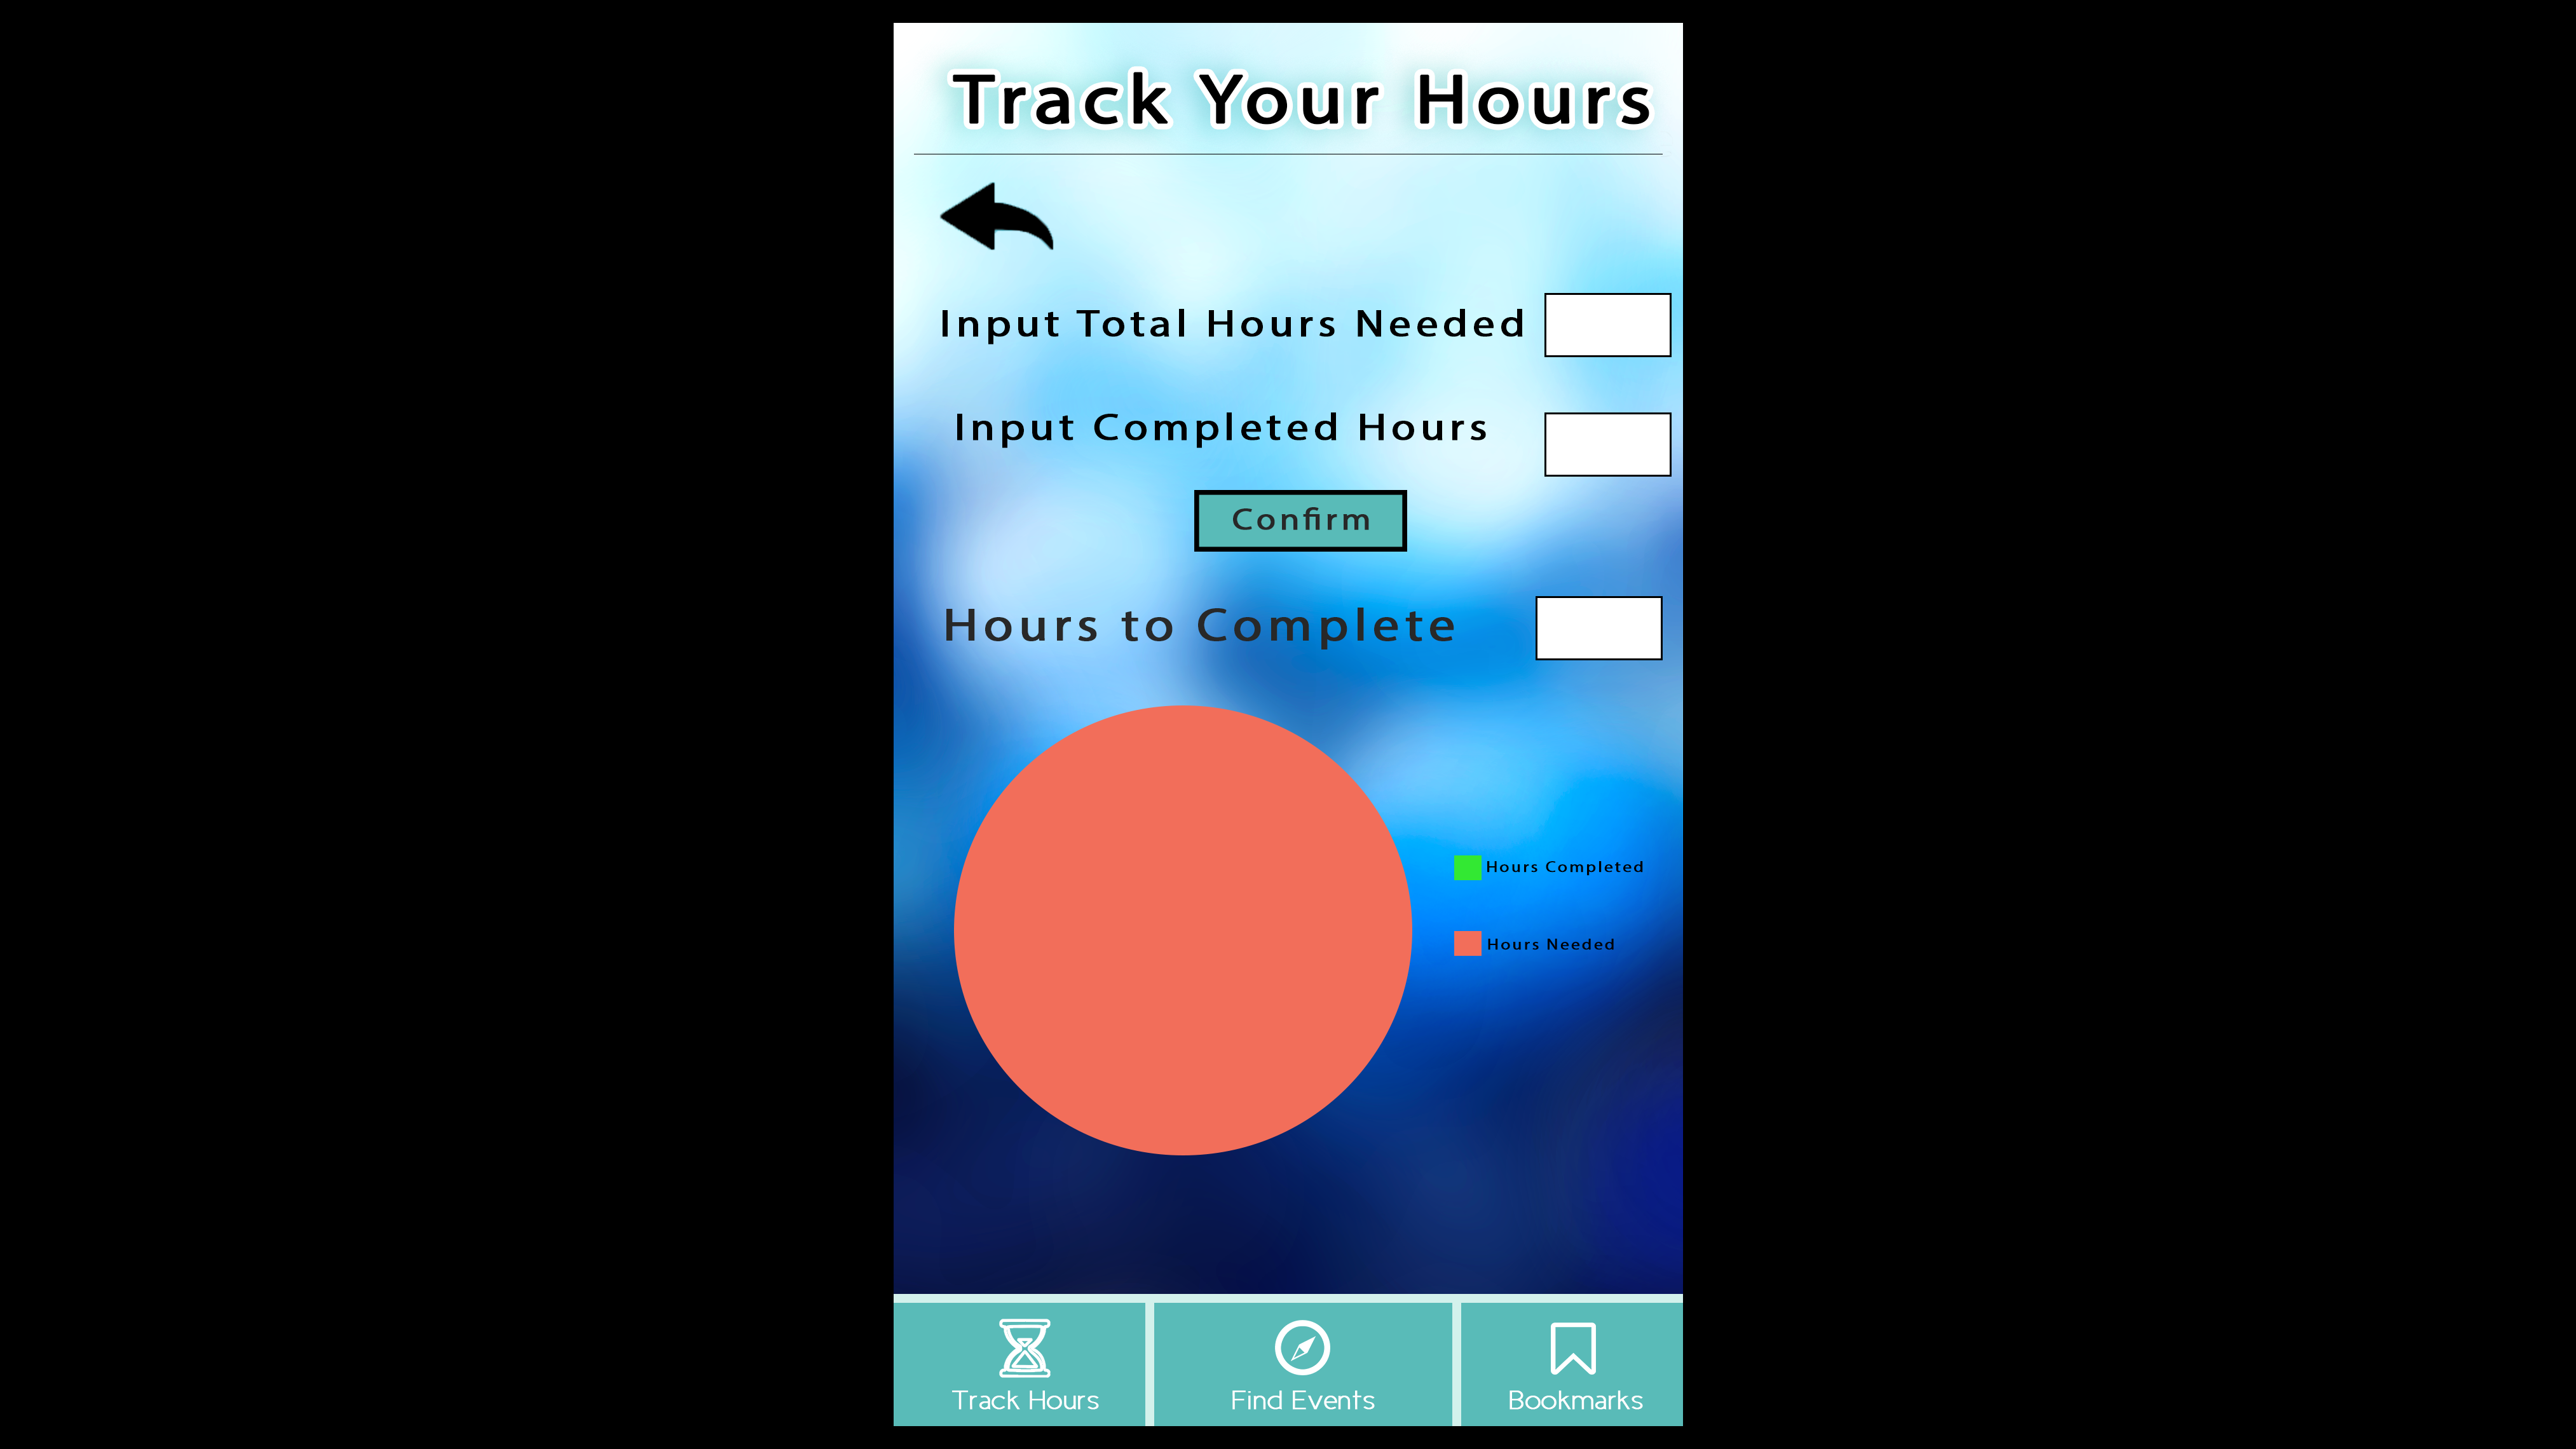 Track Your Hours
Input Total Hours Needed
Input Completed Hours
Confirm
Hours to Complete
Hours Completed
Hours Needed
Track Hours
Find Events
Bookmarks